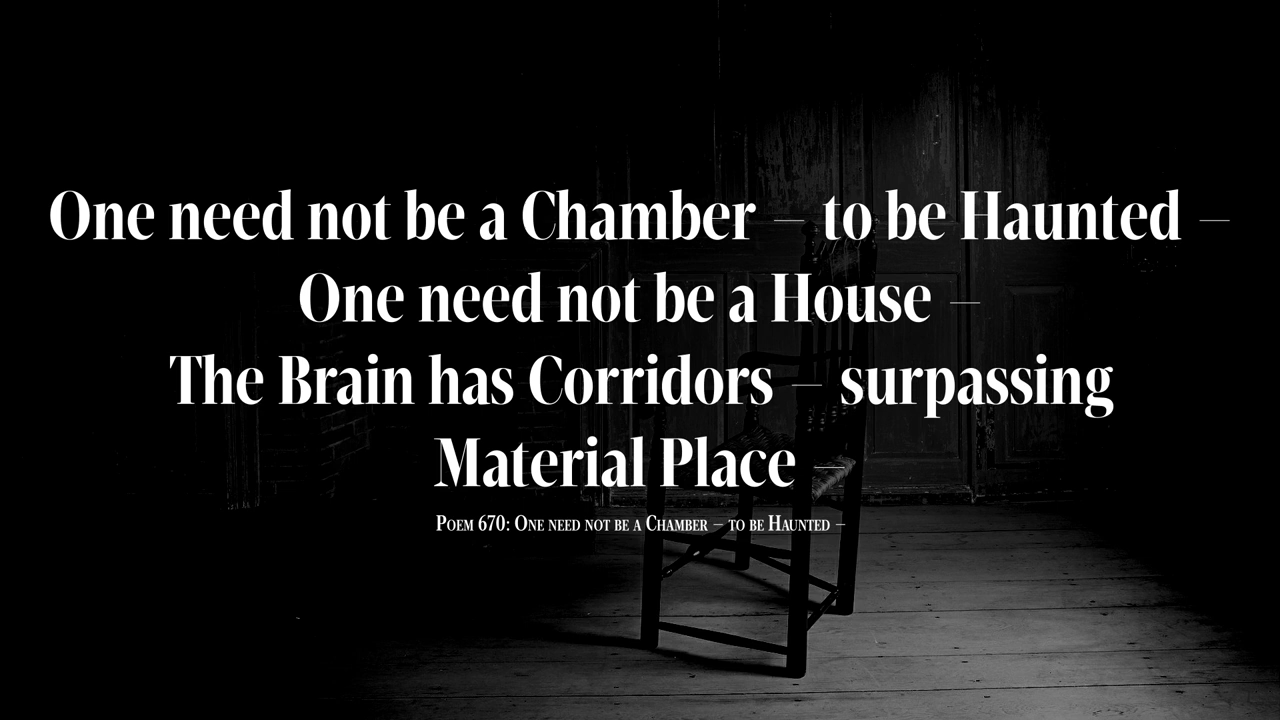 One need not be a Chamber – to be Haunted –
One need not be a House –
The Brain has Corridors – surpassing
Material Place –
Poem 670: One need not be a Chamber – to be Haunted –